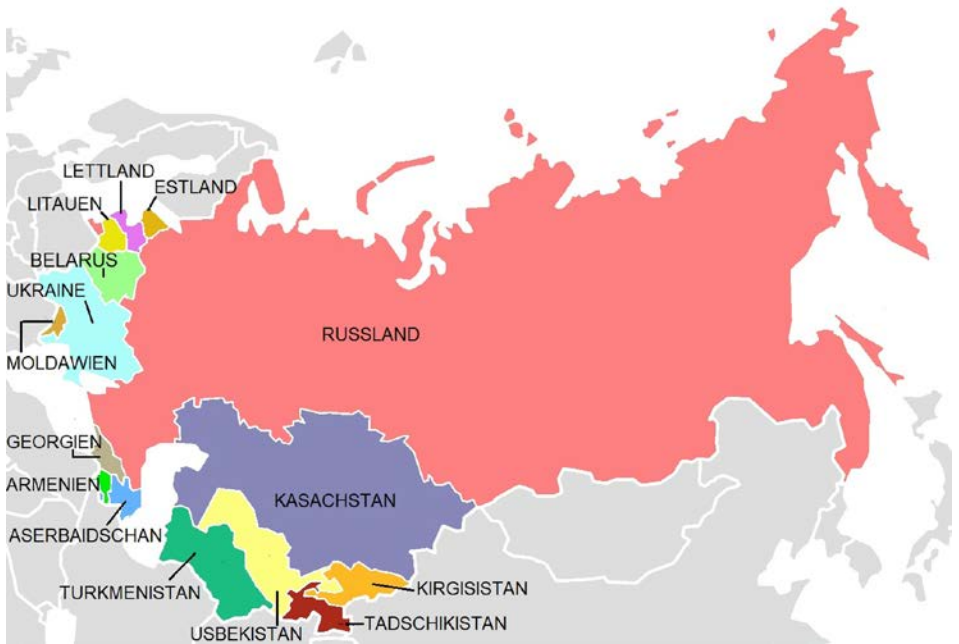 LETTLAND
ESTLAND
LITAUEN
BELARUS
UKRAINE
RUSSLAND
MOLDAWIEN
GEORGIEN
ARMENIEN
KASACHSTAN
ASERBAIDSCHAN
TURKMENISTAN
KIRGISISTAN
TADSCHIKISTAN
USBEKISTAN